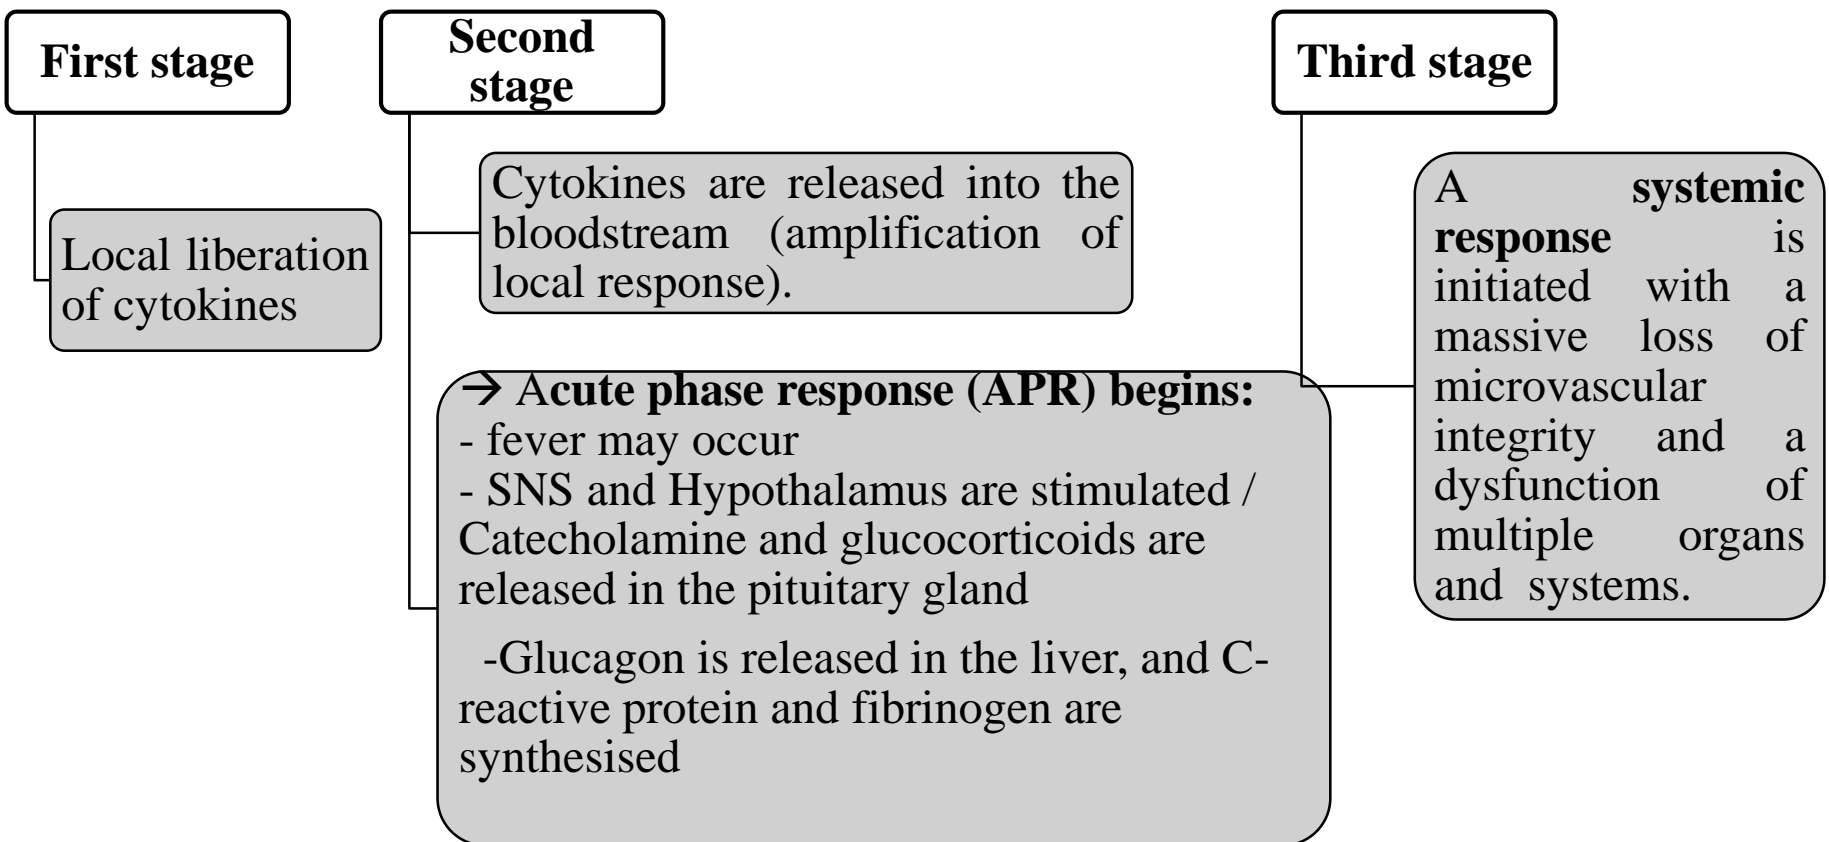 First stage
Local liberation
of cytokines
Second
stage
Cytokines are released into the
bloodstream (amplification of
local response).
→ Acute phase response (APR) begins:
- fever may occur
- SNS and Hypothalamus are stimulated /
Catecholamine and glucocorticoids are
released in the pituitary gland
-Glucagon is released in the liver, and C-
reactive protein and fibrinogen are
synthesised
Third stage
A systemic
response is
initiated with a
massive loss of
microvascular
integrity and a
dysfunction of
multiple organs
and systems.